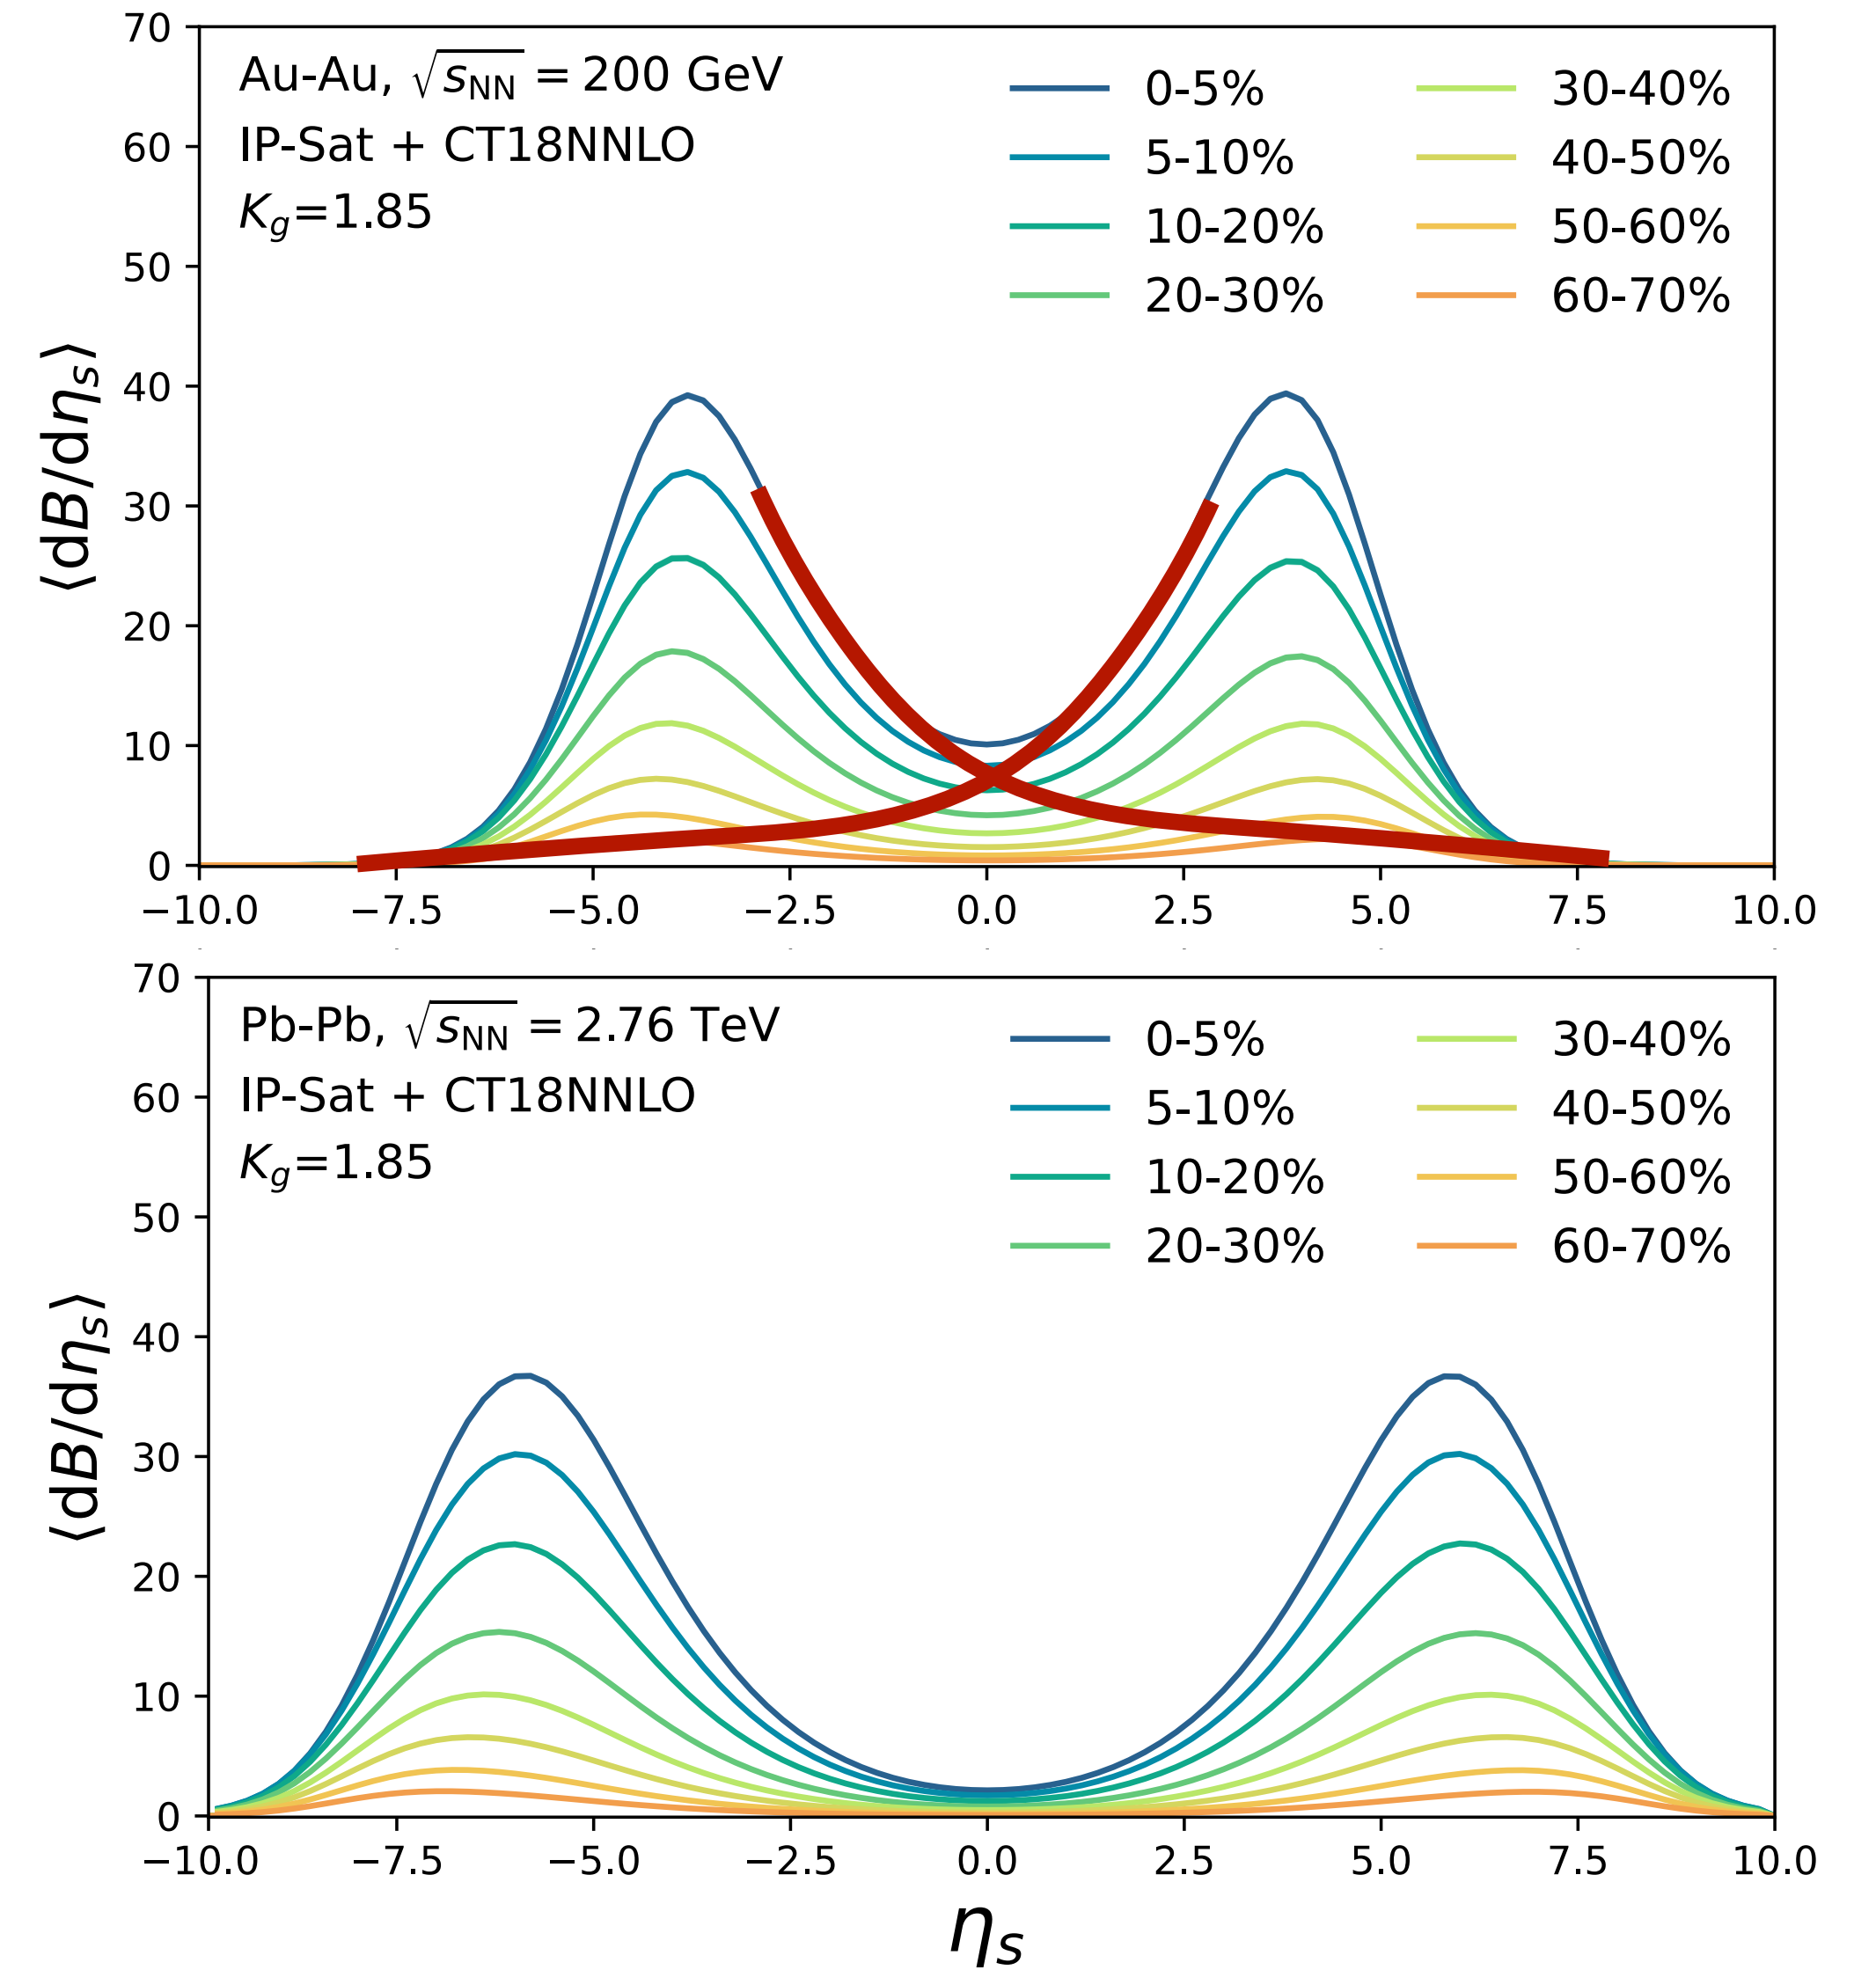 70
60
50
40
30
20
10
0
⟨dB/dηs⟩
Au-Au, √sNN = 200 GeV
IP-Sat + CT18NNLO
Kg=1.85
0-5%
5-10%
10-20%
20-30%
30-40%
40-50%
50-60%
60-70%
−10.0 −7.5 −5.0 −2.5 0.0 2.5 5.0 7.5 10.0
70
60
50
40
30
20
10
0
⟨dB/dηs⟩
Pb-Pb, √sNN = 2.76 TeV
IP-Sat + CT18NNLO
Kg=1.85
0-5%
5-10%
10-20%
20-30%
30-40%
40-50%
50-60%
60-70%
−10.0 −7.5 −5.0 −2.5 0.0 2.5 5.0 7.5 10.0
ηs